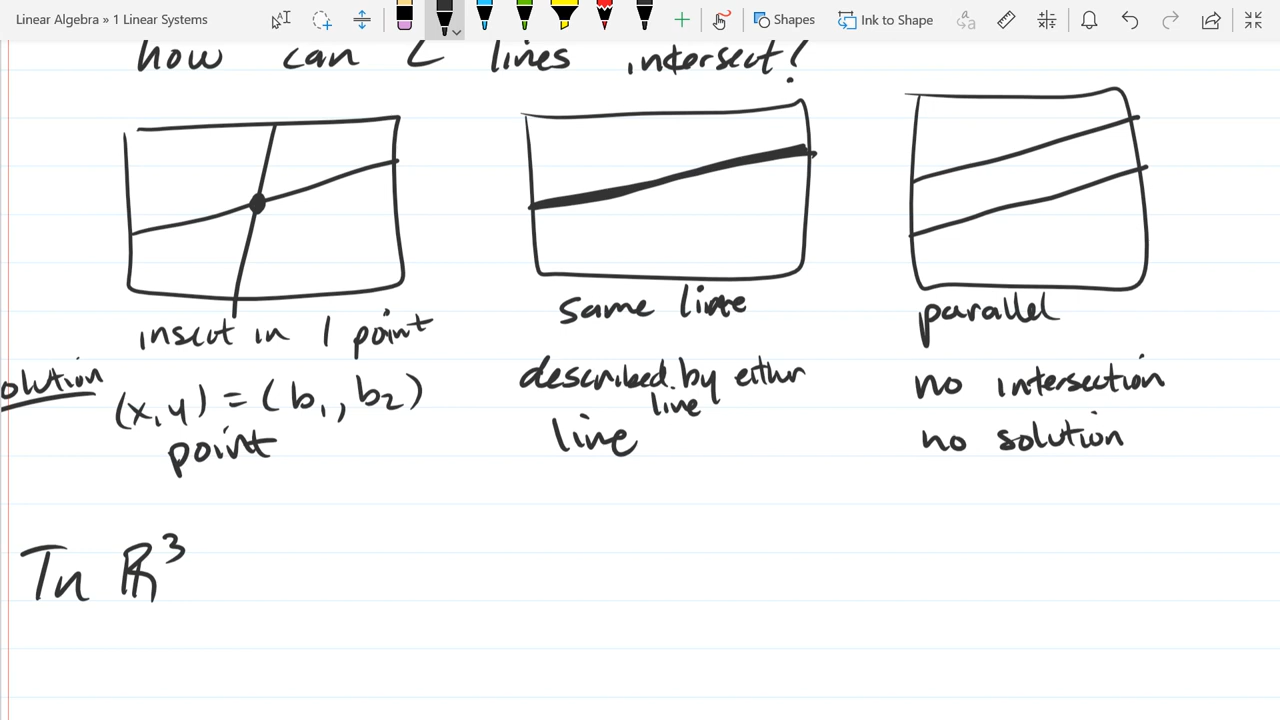 Linear Algebra » 1 Linear Systems
Shapes
Ink to Shape
how can 2 lines intersect?
insect in 1 point
same line
parallel
olution
(x,y) = (b₁, b₂)
point
described by either
line
line
no intersection
no solution
In ℝ³